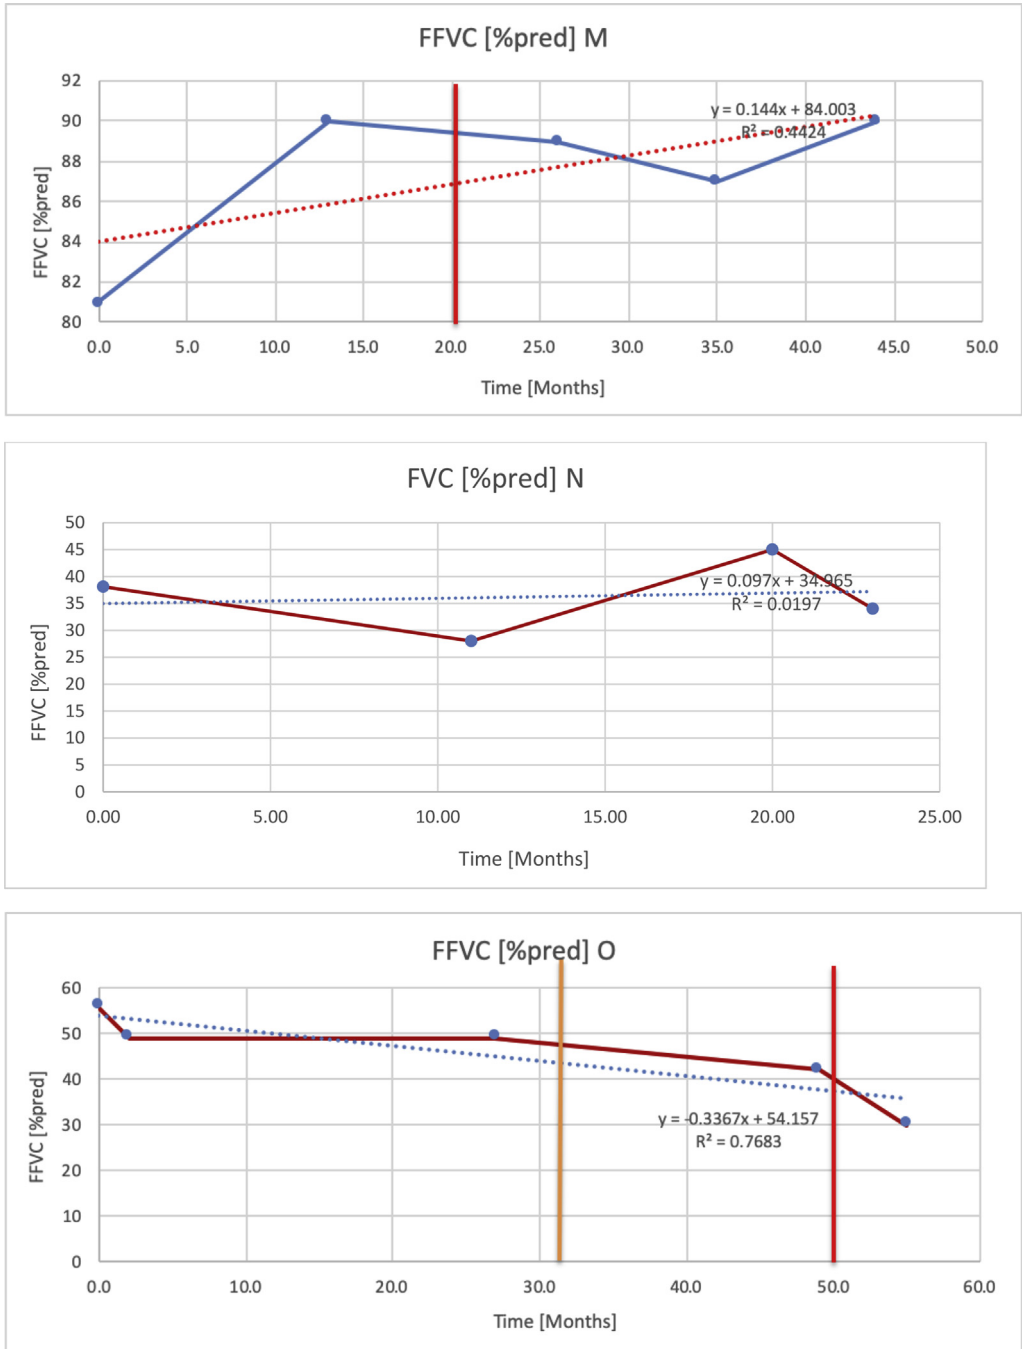 FFVC [%pred] M
92
90
88
86
84
82
80
FFVC [%pred]
y = 0.144x + 84.003
R² = 0.4424
0.0 5.0 10.0 15.0 20.0 25.0 30.0 35.0 40.0 45.0 50.0
Time [Months]
FVC [%pred] N
50
45
40
35
30
25
20
15
10
5
0
FFVC [%pred]
y = 0.097x + 34.965
R² = 0.0197
0.00 5.00 10.00 15.00 20.00 25.00
Time [Months]
FFVC [%pred] O
60
50
40
30
20
10
0
FFVC [%pred]
y = -0.3367x + 54.157
R² = 0.7683
0.0 10.0 20.0 30.0 40.0 50.0 60.0
Time [Months]